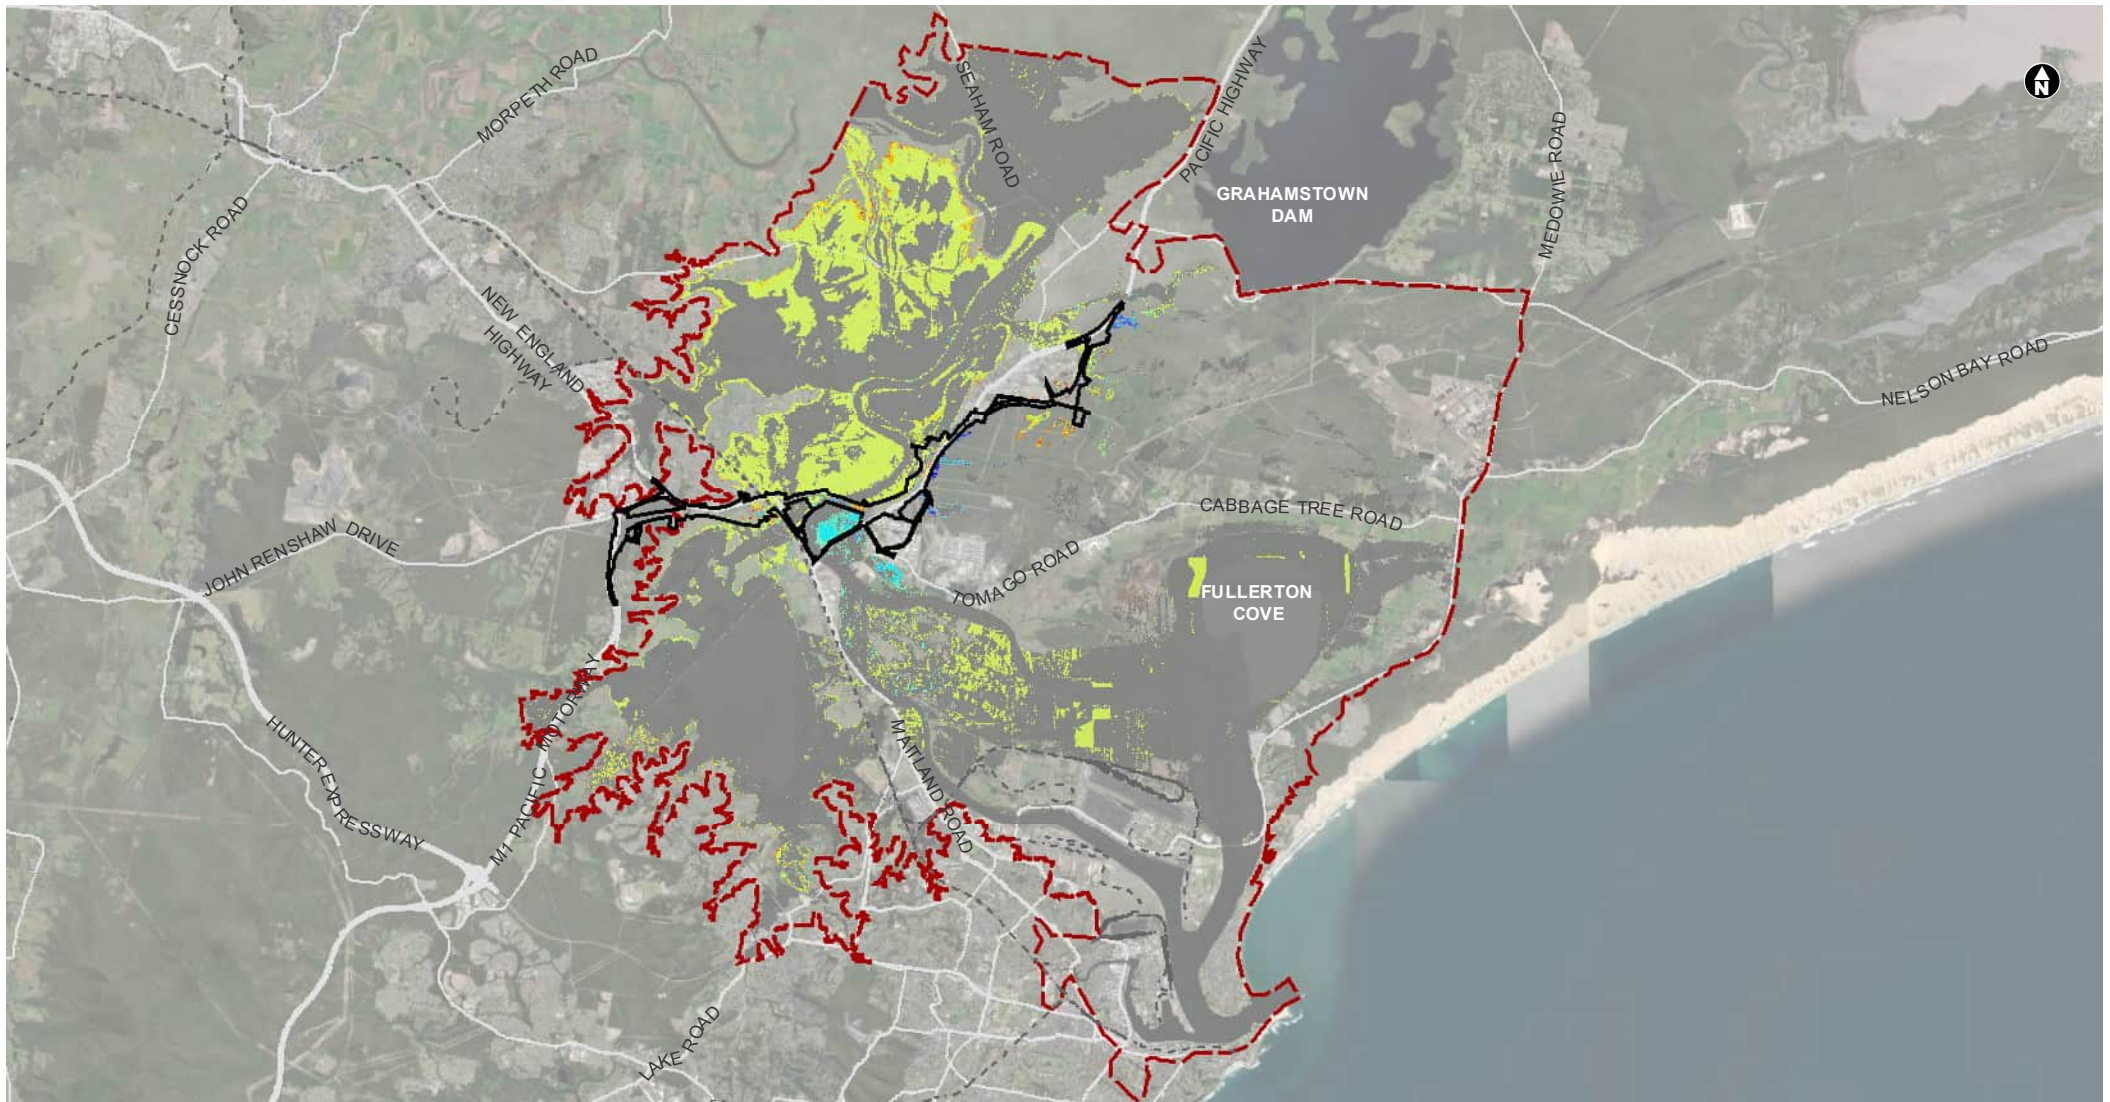 N
MORPETH ROAD
SEAHAM ROAD
PACIFIC HIGHWAY
GRAHAMSTOWN
DAM
MEDOWIE ROAD
CESSNOCK ROAD
NEW ENGLAND
HIGHWAY
NELSON BAY ROAD
CABBAGE TREE ROAD
JOHN RENSHAW DRIVE
TOMAGO ROAD
FULLERTON
COVE
M1 PACIFIC MOTORWAY
HUNTER EXPRESSWAY
MAITLAND ROAD
LAKE ROAD